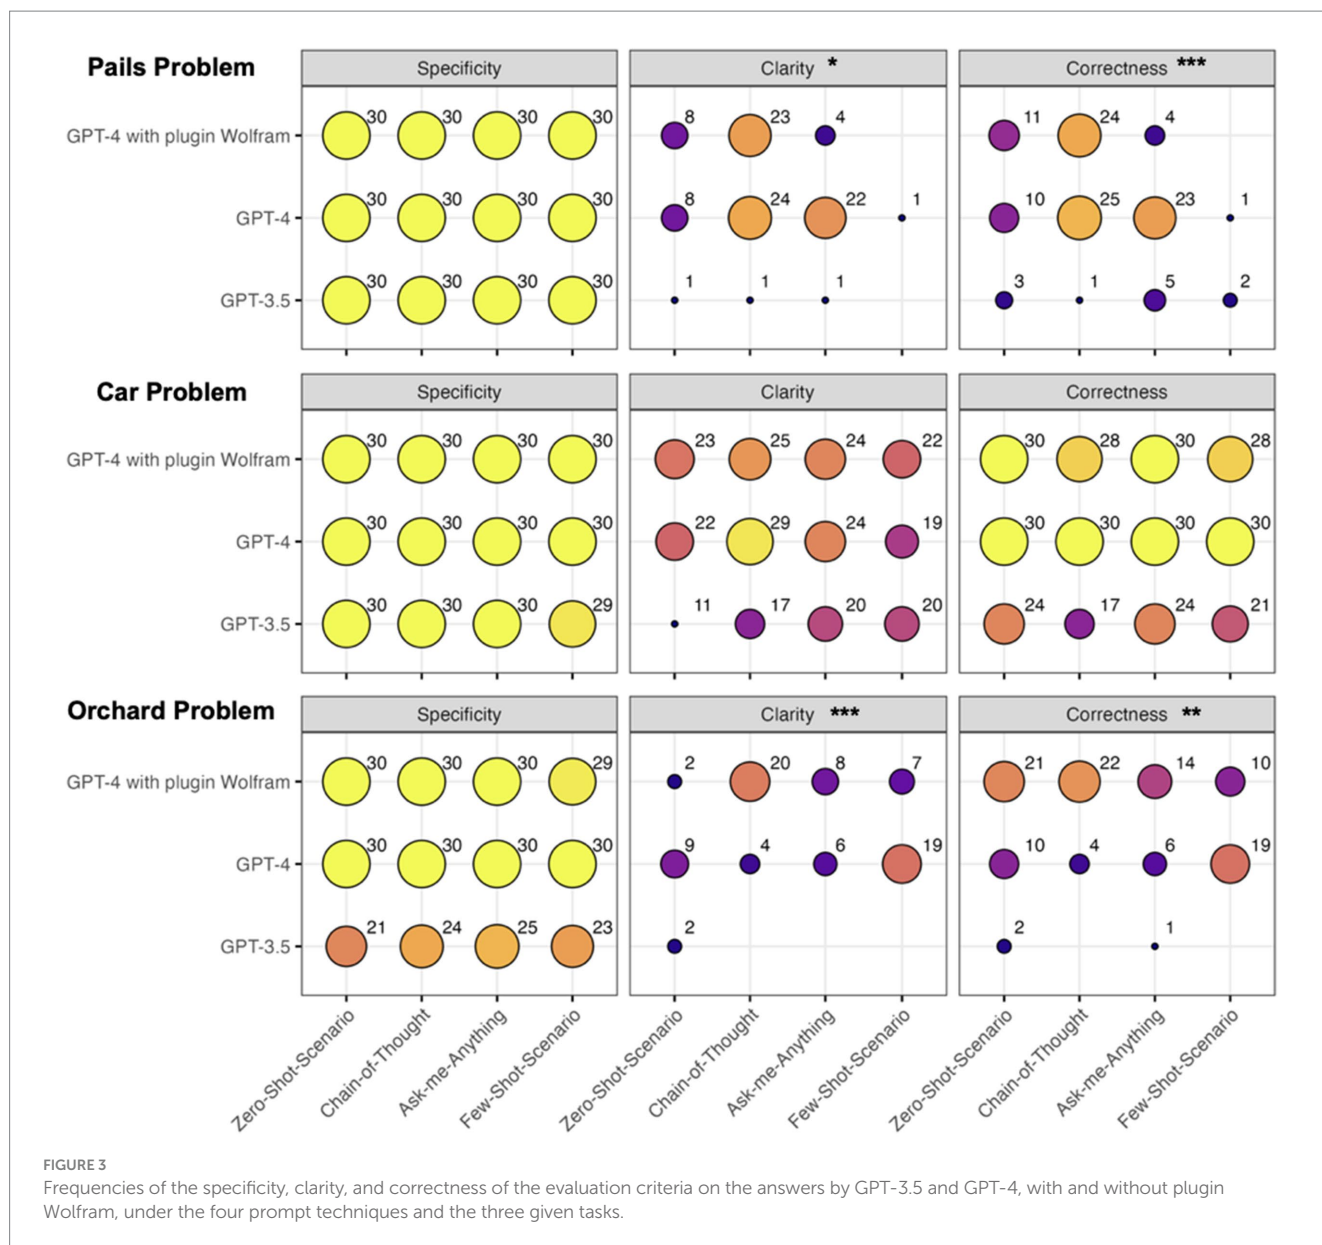 Pails Problem
Specificity
Clarity *
Correctness ***
GPT-4 with plugin Wolfram
30 30 30 30
8 23 4
11 24 4
GPT-4
30 30 30 30
8 24 22 1
10 25 23 1
GPT-3.5
30 30 30 30
1 1 1
3 1 5 2
Car Problem
Specificity
Clarity
Correctness
GPT-4 with plugin Wolfram
30 30 30 30
23 25 24 22
30 28 30 28
GPT-4
30 30 30 30
22 29 24 19
30 30 30 30
GPT-3.5
30 30 30 29
11 17 20 20
24 17 24 21
Orchard Problem
Specificity
Clarity ***
Correctness **
GPT-4 with plugin Wolfram
30 30 30 29
2 20 8 7
21 22 14 10
GPT-4
30 30 30 30
9 4 6 19
10 4 6 19
GPT-3.5
21 24 25 23
2
2 1
Zero-Shot-Scenario
Chain-of-Thought
Ask-me-Anything
Few-Shot-Scenario
Zero-Shot-Scenario
Chain-of-Thought
Ask-me-Anything
Few-Shot-Scenario
Zero-Shot-Scenario
Chain-of-Thought
Ask-me-Anything
Few-Shot-Scenario
FIGURE 3
Frequencies of the specificity, clarity, and correctness of the evaluation criteria on the answers by GPT-3.5 and GPT-4, with and without plugin
Wolfram, under the four prompt techniques and the three given tasks.